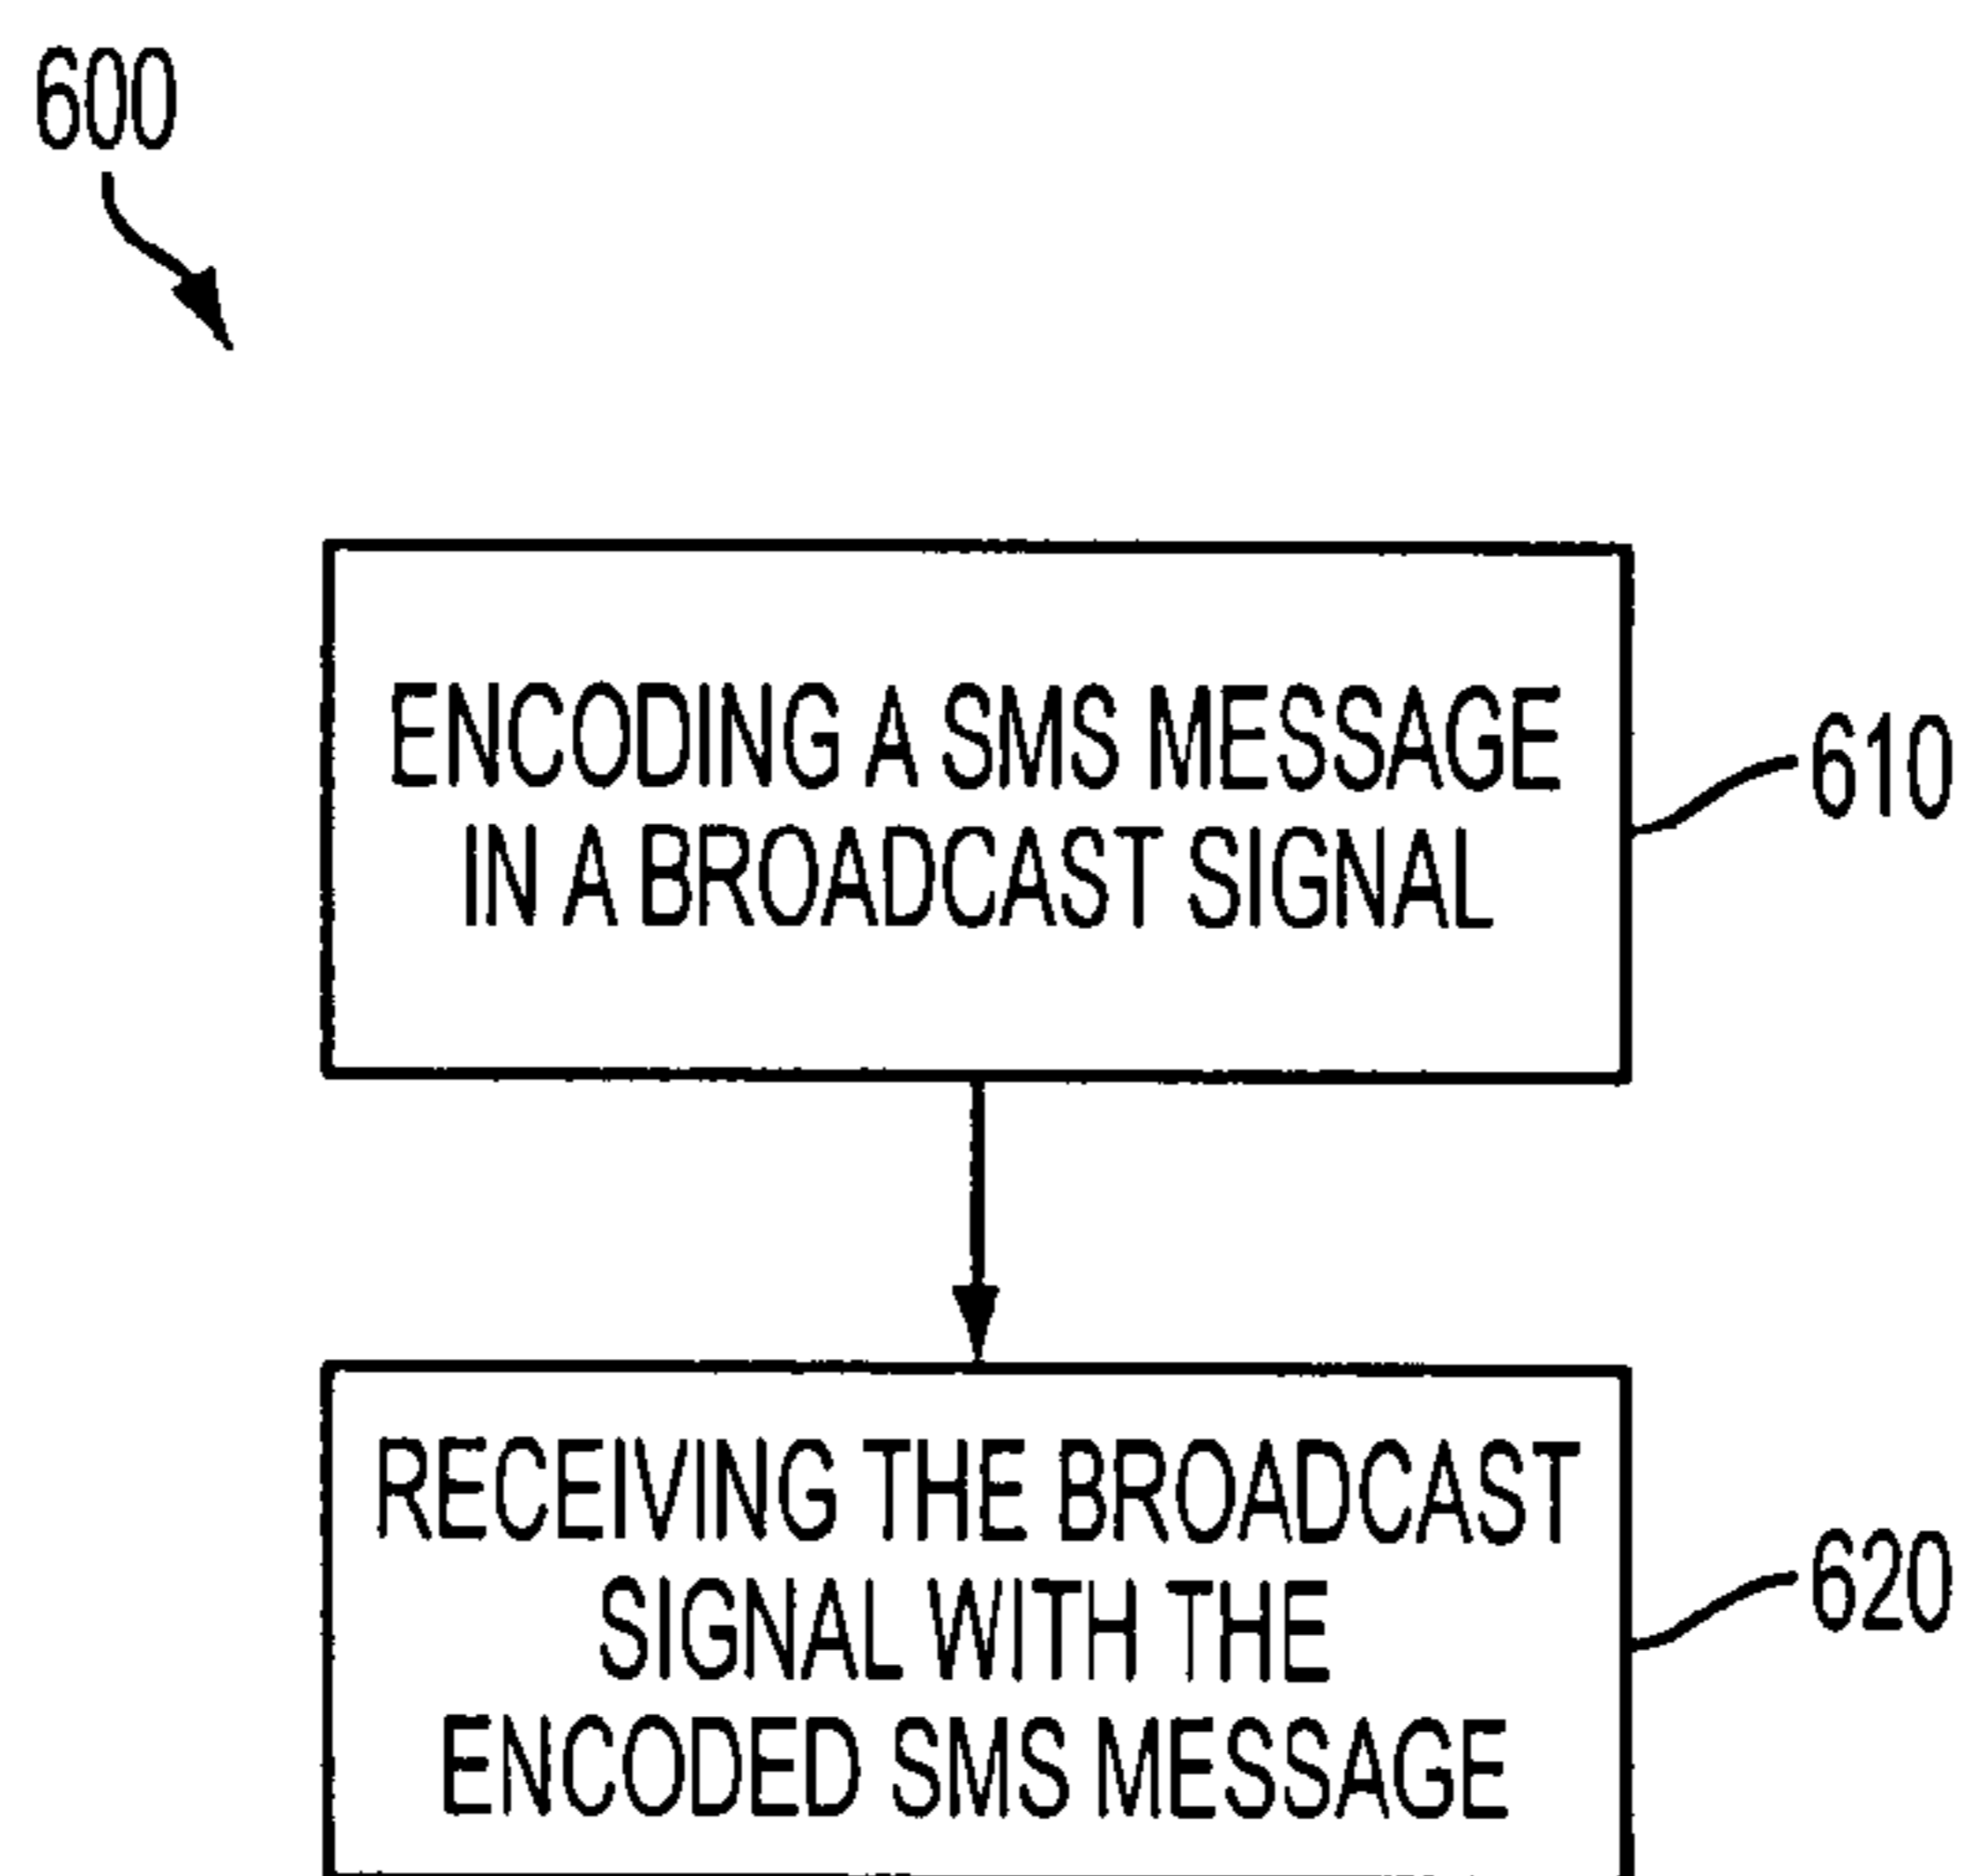 600
ENCODING A SMS MESSAGE
IN A BROADCAST SIGNAL
610
RECEIVING THE BROADCAST
SIGNAL WITH THE
ENCODED SMS MESSAGE
620